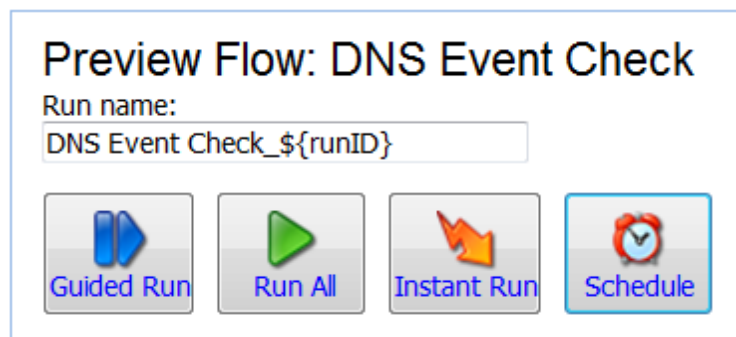 Preview Flow: DNS Event Check
Run name:
DNS Event Check_${runID}
Guided Run Run All Instant Run Schedule